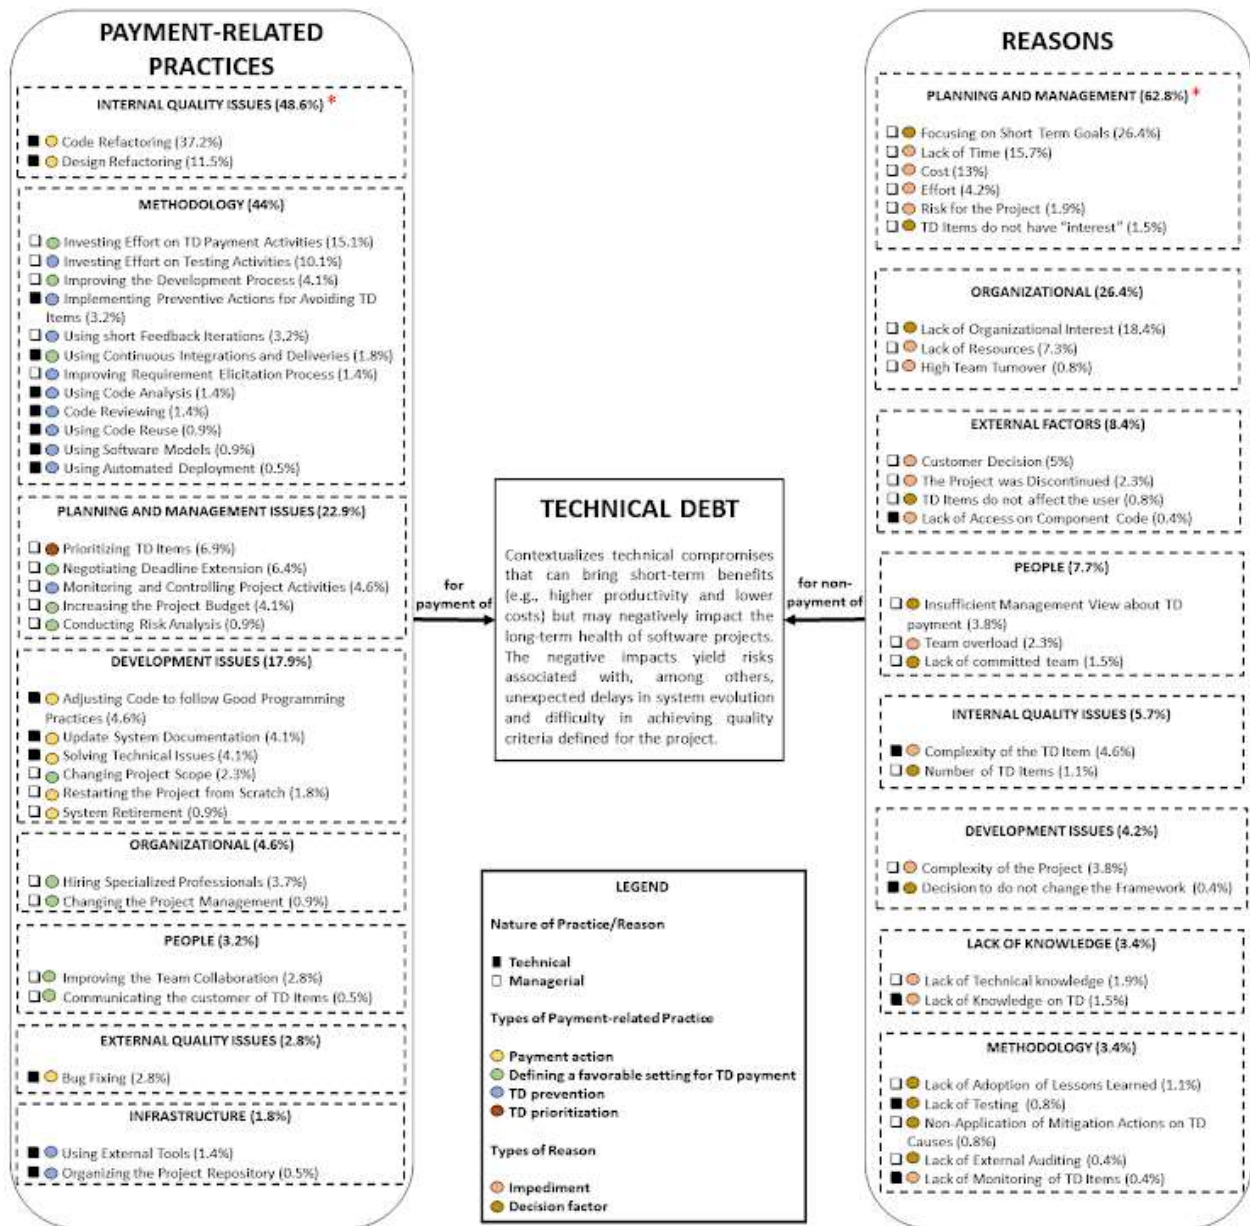 PAYMENT-RELATED
PRACTICES
INTERNAL QUALITY ISSUES (48.6%) *
Code Refactoring (37.2%)
Design Refactoring (11.5%)
METHODOLOGY (44%)
Investing Effort on TD Payment Activities (15.1%)
Investing Effort on Testing Activities (10.1%)
Improving the Development Process (4.1%)
Implementing Preventive Actions for Avoiding TD
Items (3.2%)
Using short Feedback Iterations (3.2%)
Using Continuous Integrations and Deliveries (1.8%)
Improving Requirement Elicitation Process (1.4%)
Using Code Analysis (1.4%)
Code Reviewing (1.4%)
Using Code Reuse (0.9%)
Using Software Models (0.9%)
Using Automated Deployment (0.5%)
PLANNING AND MANAGEMENT ISSUES (22.9%)
Prioritizing TD Items (6.9%)
Negotiating Deadline Extension (6.4%)
Monitoring and Controlling Project Activities (4.6%)
Increasing the Project Budget (4.1%)
Conducting Risk Analysis (0.9%)
DEVELOPMENT ISSUES (17.9%)
Adjusting Code to follow Good Programming
Practices (4.6%)
Update System Documentation (4.1%)
Solving Technical Issues (4.1%)
Changing Project Scope (2.3%)
Restarting the Project from Scratch (1.8%)
System Retirement (0.9%)
ORGANIZATIONAL (4.6%)
Hiring Specialized Professionals (3.7%)
Changing the Project Management (0.9%)
PEOPLE (3.2%)
Improving the Team Collaboration (2.8%)
Communicating the customer of TD Items (0.5%)
EXTERNAL QUALITY ISSUES (2.8%)
Bug Fixing (2.8%)
INFRASTRUCTURE (1.8%)
Using External Tools (1.4%)
Organizing the Project Repository (0.5%)
for
payment of
TECHNICAL DEBT
Contextualizes technical compromises
that can bring short-term benefits
(e.g., higher productivity and lower
costs) but may negatively impact the
long-term health of software projects.
The negative impacts yield risks
associated with, among others,
unexpected delays in system evolution
and difficulty in achieving quality
criteria defined for the project.
for non-
payment of
LEGEND
Nature of Practice/Reason
Technical
Managerial
Types of Payment-related Practice
Payment action
Defining a favorable setting for TD payment
TD prevention
TD prioritization
Types of Reason
Impediment
Decision factor
REASONS
PLANNING AND MANAGEMENT (62.8%) *
Focusing on Short Term Goals (26.4%)
Lack of Time (15.7%)
Cost (13%)
Effort (4.2%)
Risk for the Project (1.9%)
TD Items do not have “interest” (1.5%)
ORGANIZATIONAL (26.4%)
Lack of Organizational Interest (18.4%)
Lack of Resources (7.3%)
High Team Turnover (0.8%)
EXTERNAL FACTORS (8.4%)
Customer Decision (5%)
The Project was Discontinued (2.3%)
TD Items do not affect the user (0.8%)
Lack of Access on Component Code (0.4%)
PEOPLE (7.7%)
Insufficient Management View about TD
payment (3.8%)
Team overload (2.3%)
Lack of committed team (1.5%)
INTERNAL QUALITY ISSUES (5.7%)
Complexity of the TD Item (4.6%)
Number of TD Items (1.1%)
DEVELOPMENT ISSUES (4.2%)
Complexity of the Project (3.8%)
Decision to do not change the Framework (0.4%)
LACK OF KNOWLEDGE (3.4%)
Lack of Technical knowledge (1.9%)
Lack of Knowledge on TD (1.5%)
METHODOLOGY (3.4%)
Lack of Adoption of Lessons Learned (1.1%)
Lack of Testing (0.8%)
Non-Application of Mitigation Actions on TD
Causes (0.8%)
Lack of External Auditing (0.4%)
Lack of Monitoring of TD Items (0.4%)